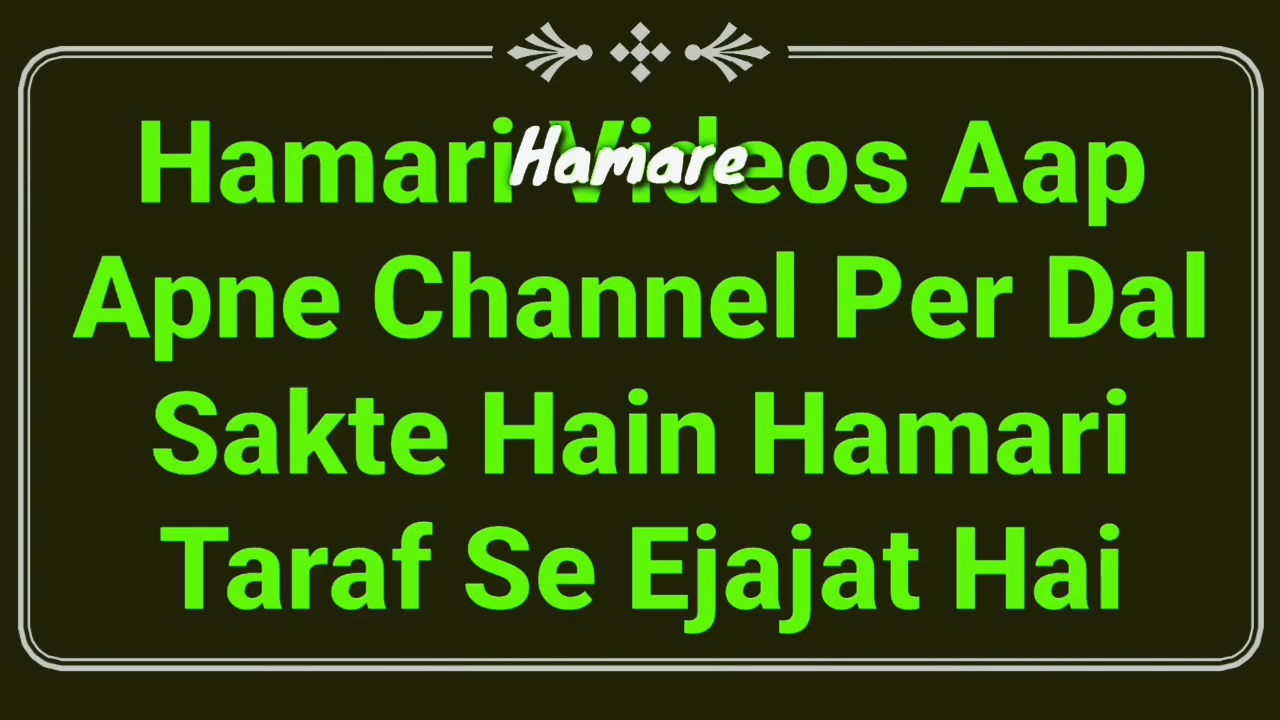 Hamari Videos Aap
Hamare
Apne Channel Per Dal
Sakte Hain Hamari
Taraf Se Ejajat Hai